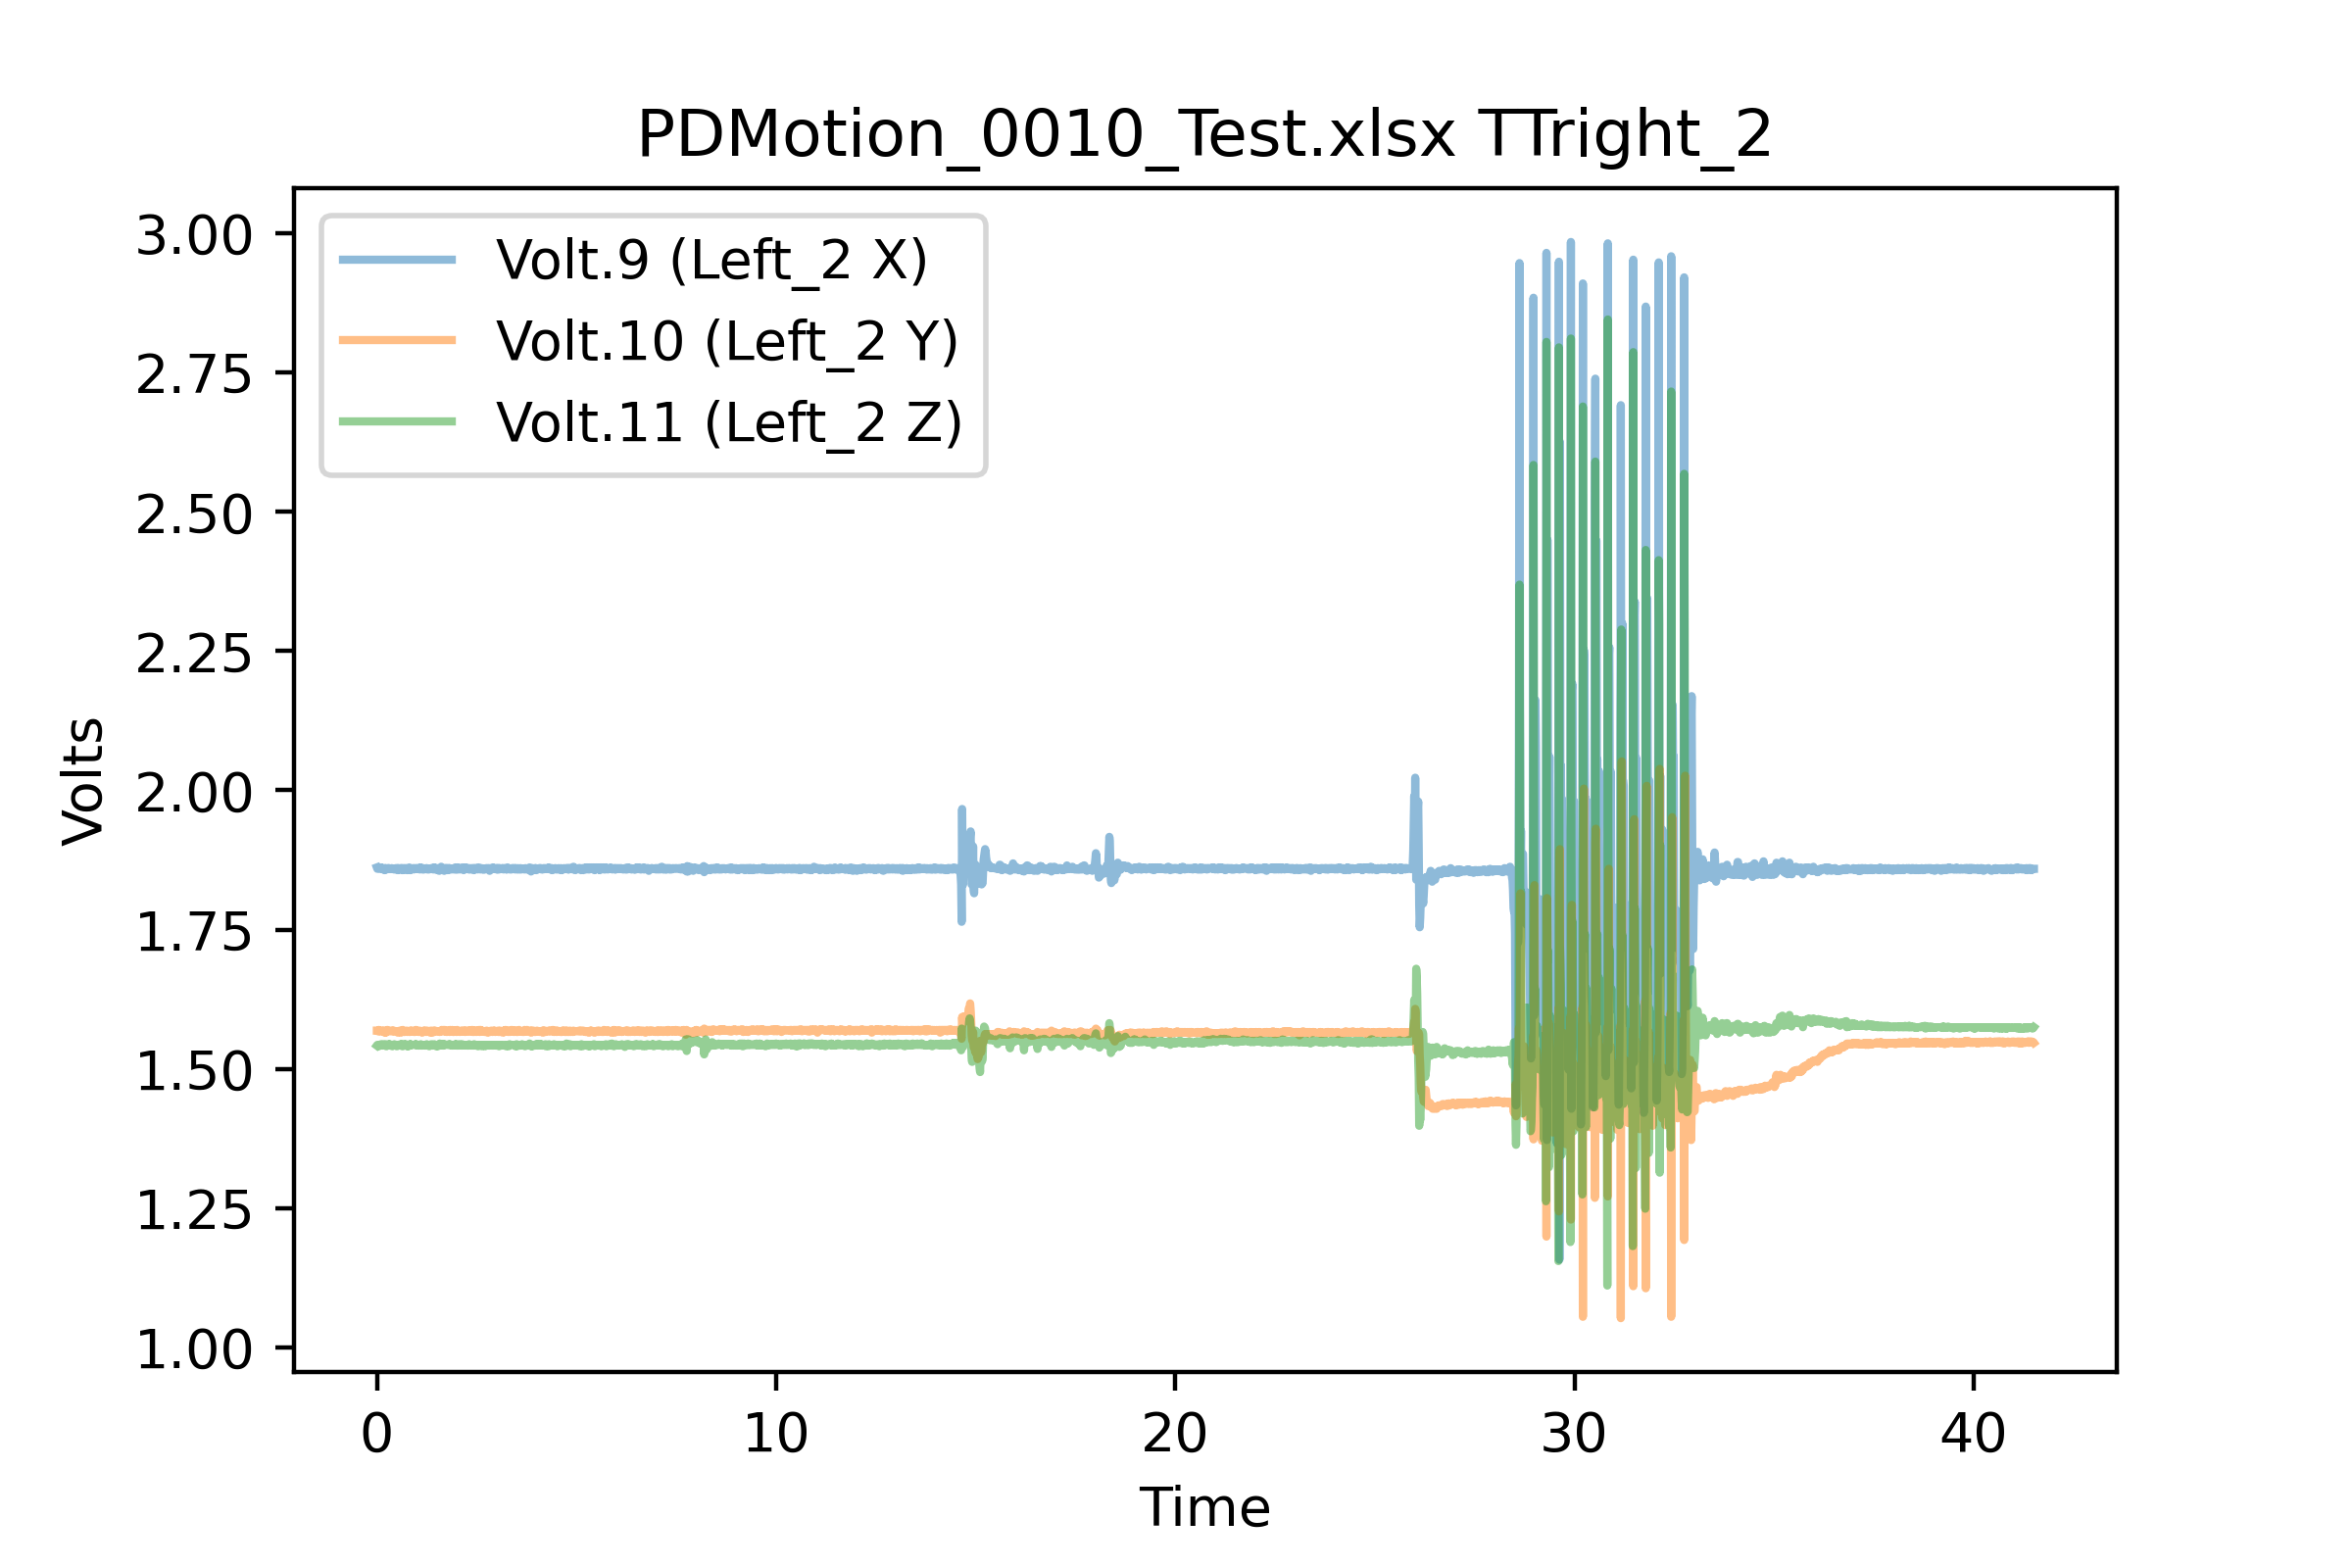 PDMotion_0010_Test.xlsx TTright_2
Volt.9 (Left_2 X)
Volt.10 (Left_2 Y)
Volt.11 (Left_2 Z)
Volts
3.00
2.75
2.50
2.25
2.00
1.75
1.50
1.25
1.00
0 10 20 30 40
Time